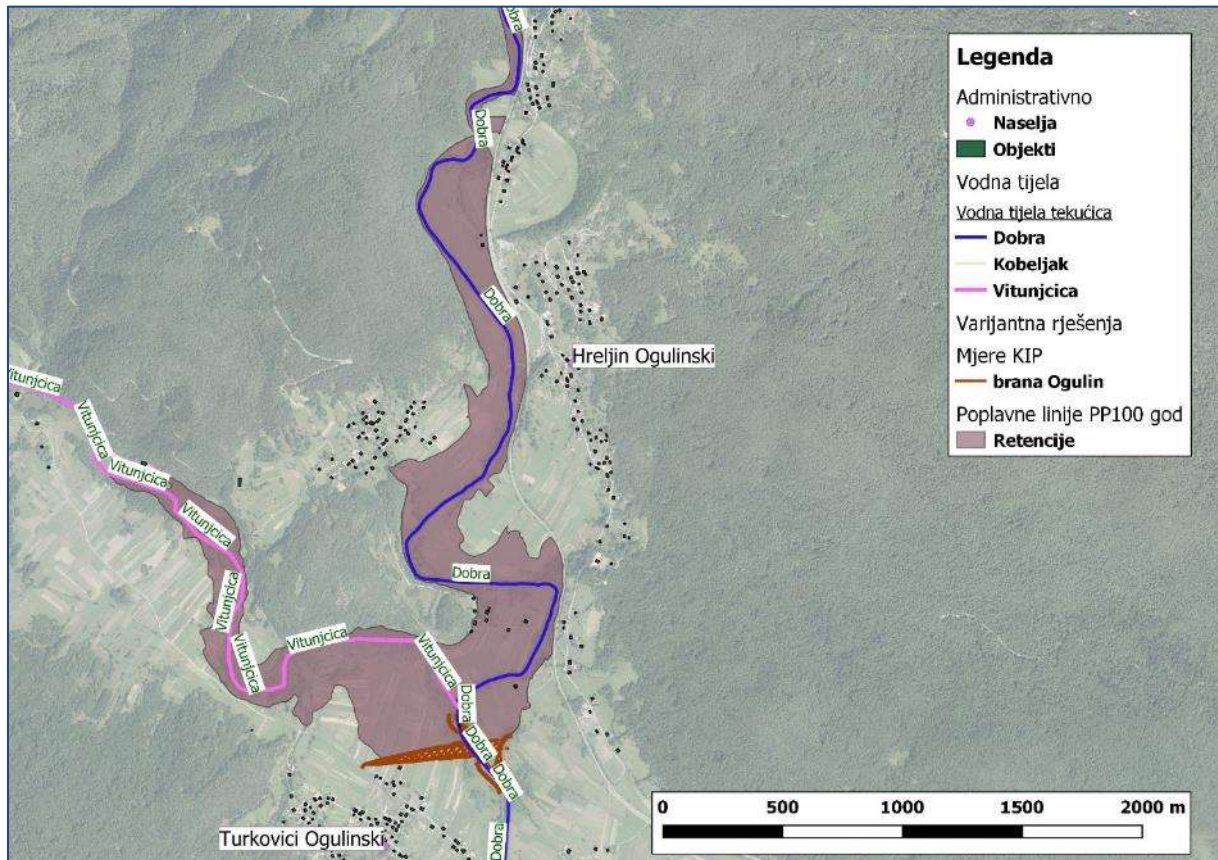 Dobra
Dobra
Dobra
Hreljin Ogulinski
Vitunjcica
Vitunjcica
Vitunjcica
Vitunjcica
Vitunjcica
Vitunjcica
Vitunjcica
Vitunjcica
Dobra
Dobra
Dobra
Dobra
Dobra
Turkovici Ogulinski
Legenda
Administrativno
Naselja
Objekti
Vodna tijela
Vodna tijela tekućica
Dobra
Kobeljak
Vitunjcica
Varijantna rješenja
Mjere KIP
brana Ogulin
Poplavne linije PP100 god
Retencije
0 500 1000 1500 2000 m